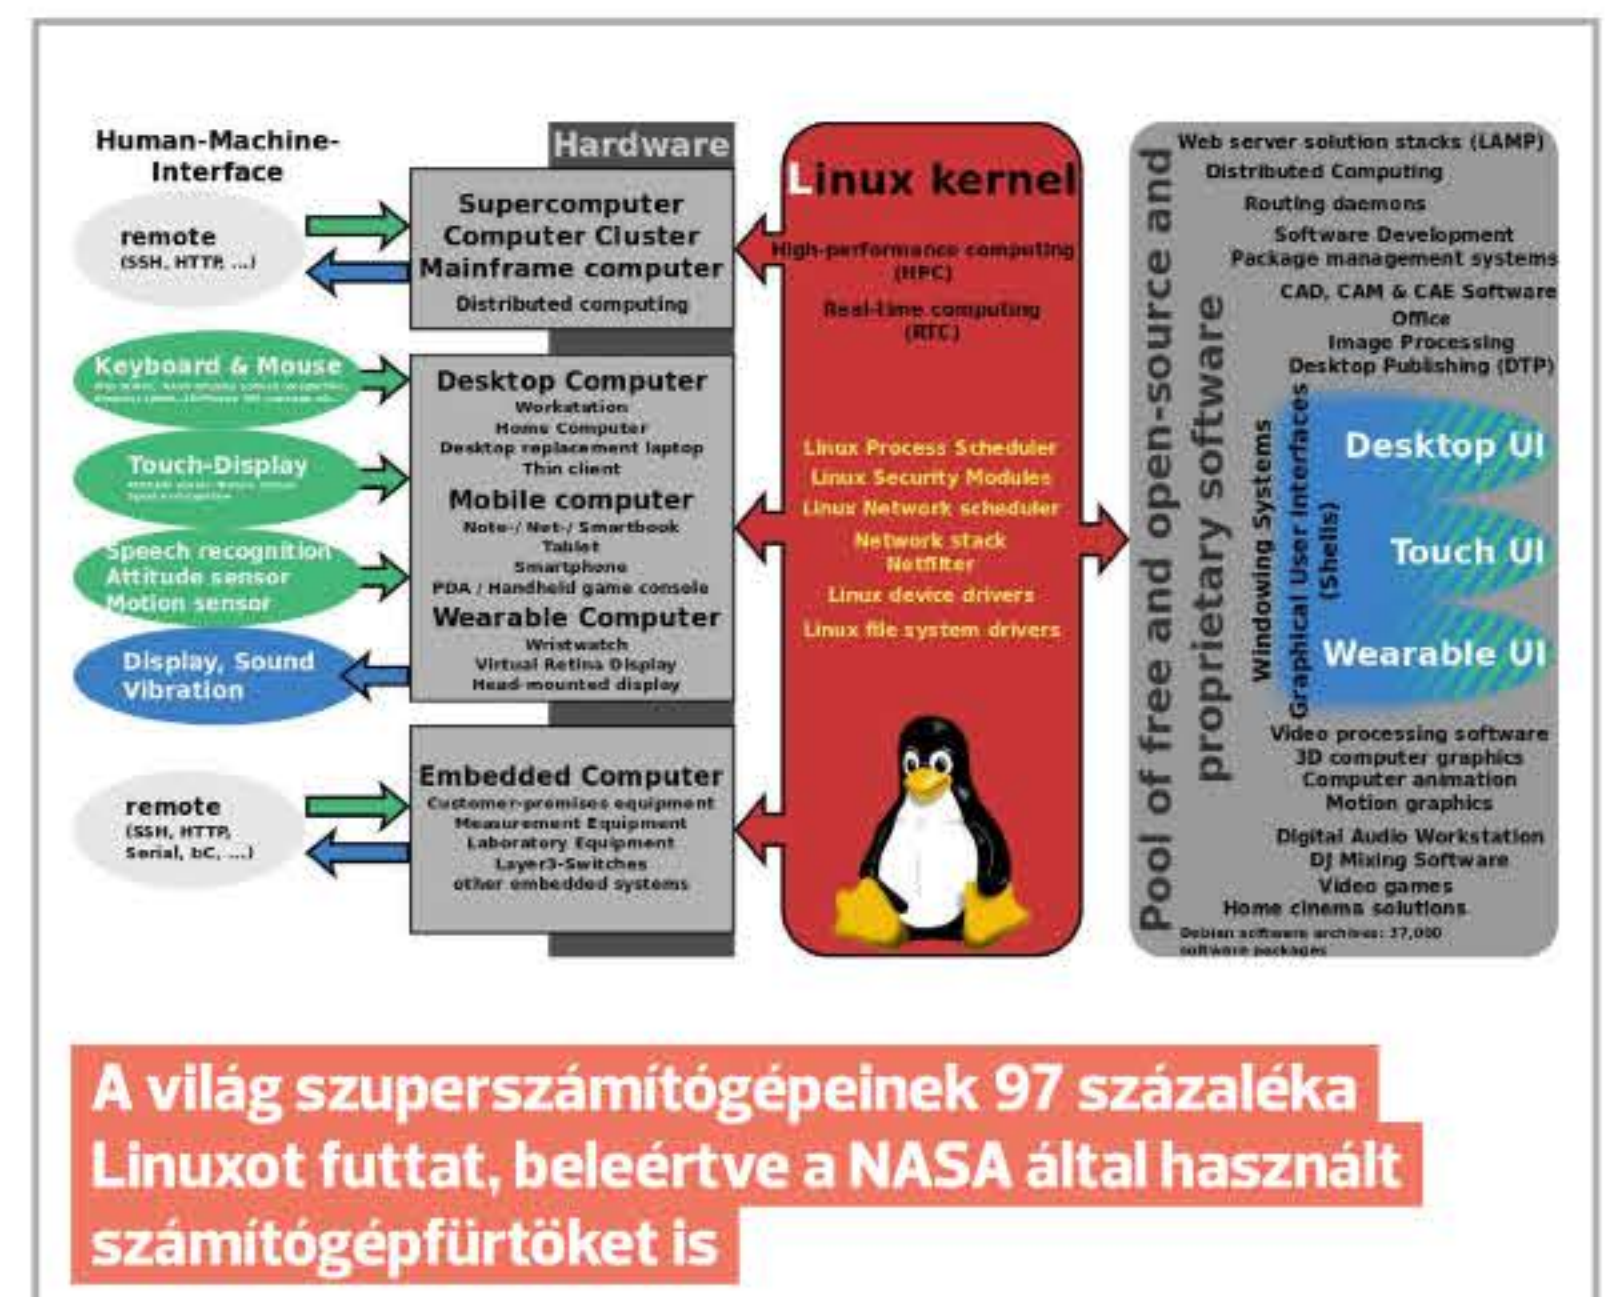 Human-Machine-
Interface
remote
(SSH, HTTP, ...)
Keyboard & Mouse
Touch-Display
Speech recognition
Attitude sensor
Motion sensor
Display, Sound
Vibration
remote
(SSH, HTTP,
Serial, I2C, ...)
Hardware
Supercomputer
Computer Cluster
Mainframe computer
Distributed computing
Desktop Computer
Workstation
Home Computer
Desktop replacement laptop
Thin client
Mobile computer
Note-/ Net-/ Smartbook
Tablet
Smartphone
PDA / Handheld game console
Wearable Computer
Wristwatch
Virtual Retina Display
Head-mounted display
Embedded Computer
Customer-premises equipment
Measurement Equipment
Laboratory Equipment
Layer3-Switches
other embedded systems
Linux kernel
High-performance computing
(HPC)
Real-time computing
(RTC)
Linux Process Scheduler
Linux Security Modules
Linux Network scheduler
Network stack
Netfilter
Linux device drivers
Linux file system drivers
Pool of free and open-source and
proprietary software
Web server solution stacks (LAMP)
Distributed Computing
Routing daemons
Software Development
Package management systems
CAD, CAM & CAE Software
Office
Image Processing
Desktop Publishing (DTP)
Windowing Systems
Graphical User Interfaces
(Shells)
Desktop UI
Touch UI
Wearable UI
Video processing software
3D computer graphics
Computer animation
Motion graphics
Digital Audio Workstation
DJ Mixing Software
Video games
Home cinema solutions
Debian software archives: 37,000
software packages
A világ szuperszámítógépeinek 97 százaléka
Linuxot futtat, beleértve a NASA által használt
számítógépfürtöket is